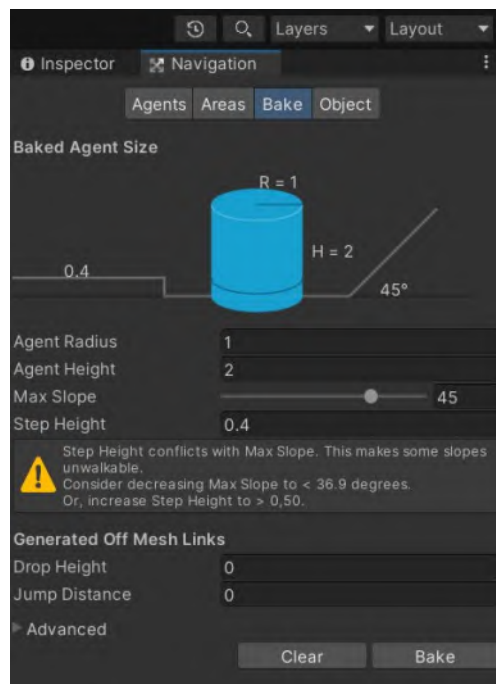 Layers
Layout
Inspector
Navigation
Agents
Areas
Bake
Object
Baked Agent Size
R = 1
H = 2
0.4
45°
Agent Radius
1
Agent Height
2
Max Slope
45
Step Height
0.4
Step Height conflicts with Max Slope. This makes some slopes
unwalkable.
Consider decreasing Max Slope to < 36.9 degrees.
Or, increase Step Height to > 0,50.
Generated Off Mesh Links
Drop Height
0
Jump Distance
0
Advanced
Clear
Bake